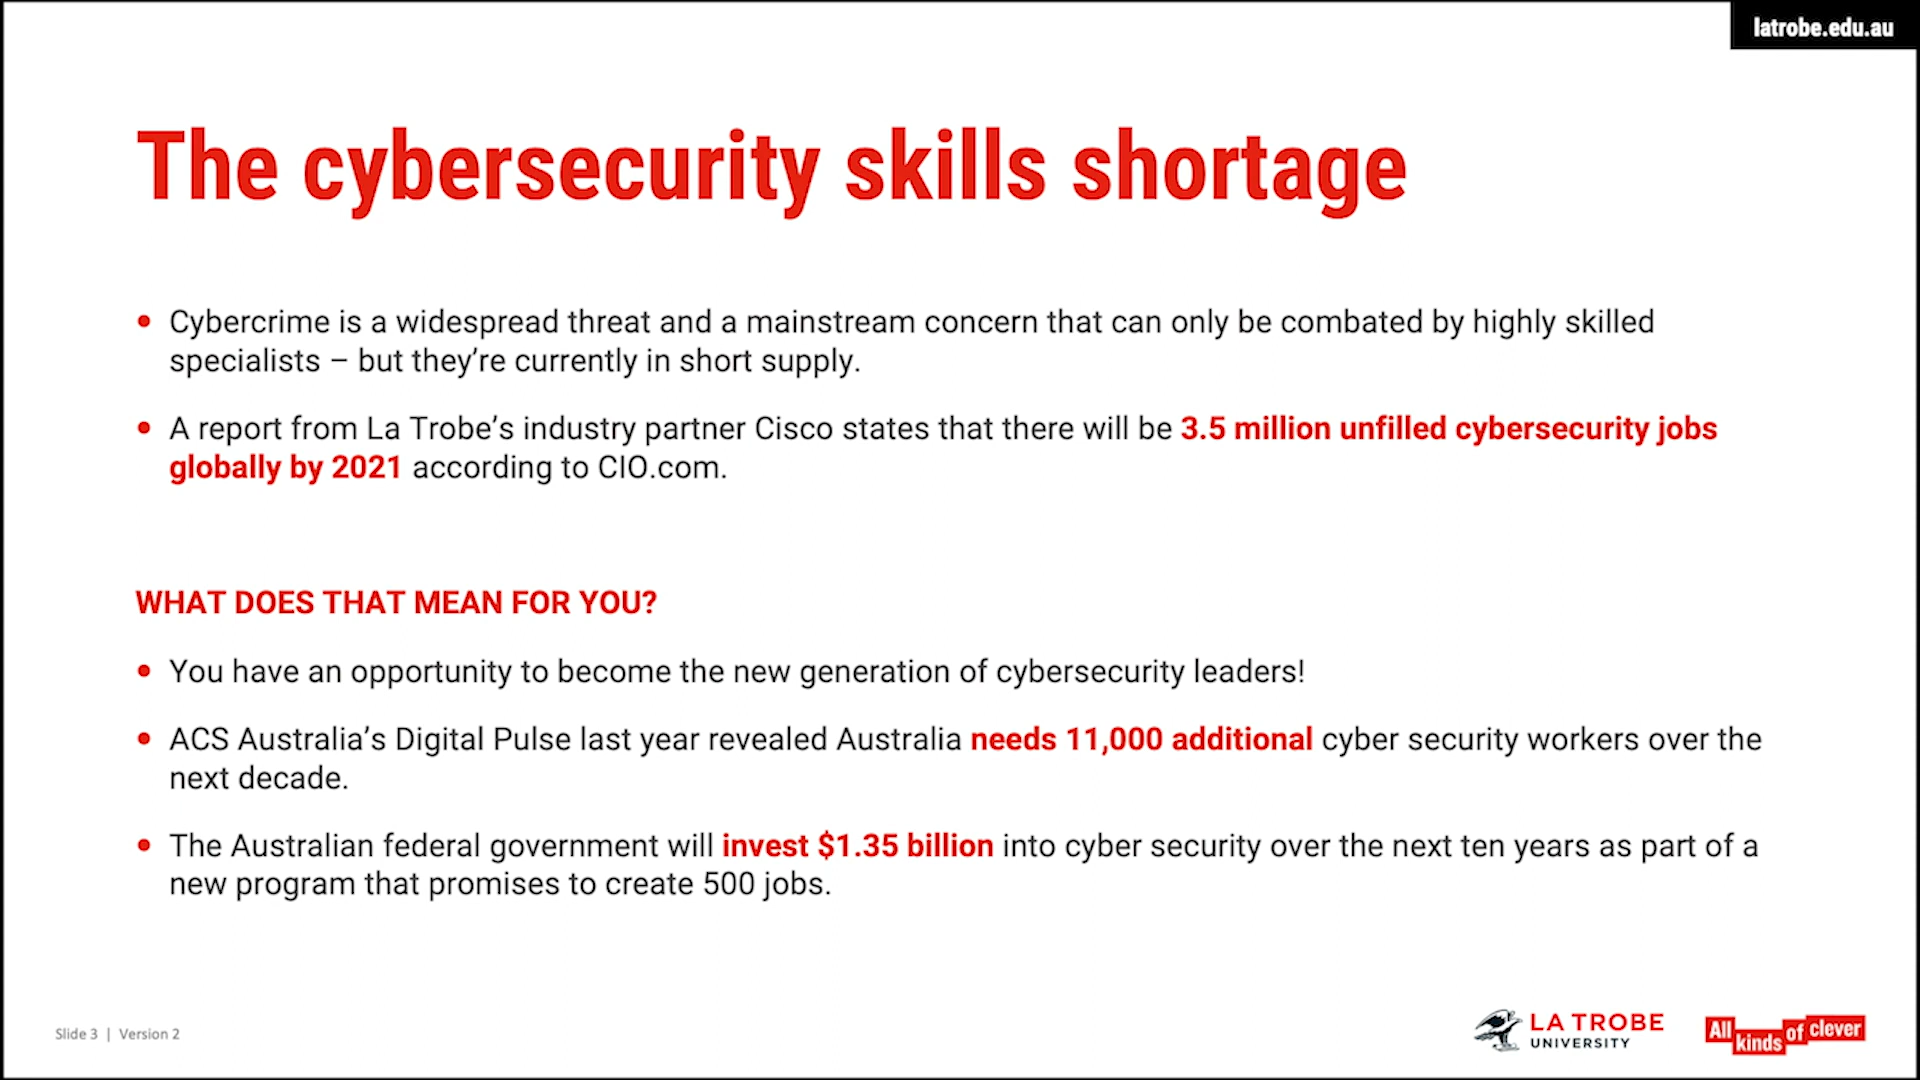 latrobe.edu.au
The cybersecurity skills shortage
• Cybercrime is a widespread threat and a mainstream concern that can only be combated by highly skilled
specialists – but they’re currently in short supply.
• A report from La Trobe’s industry partner Cisco states that there will be 3.5 million unfilled cybersecurity jobs
globally by 2021 according to CIO.com.
WHAT DOES THAT MEAN FOR YOU?
• You have an opportunity to become the new generation of cybersecurity leaders!
• ACS Australia’s Digital Pulse last year revealed Australia needs 11,000 additional cyber security workers over the
next decade.
• The Australian federal government will invest $1.35 billion into cyber security over the next ten years as part of a
new program that promises to create 500 jobs.
Slide 3 | Version 2
LA TROBE
UNIVERSITY
All kinds of clever